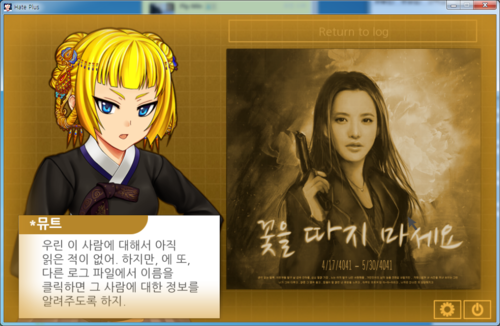 Hate Plus
Return to log
꽃을 따지 마세요
4/17/4041 ~ 5/30/4041
*뮤트
우린 이 사람에 대해서 아직
읽은 적이 없어. 하지만, 에 또,
다른 로그 파일에서 이름을
클릭하면 그 사람에 대한 정보를
알려주도록 하지.